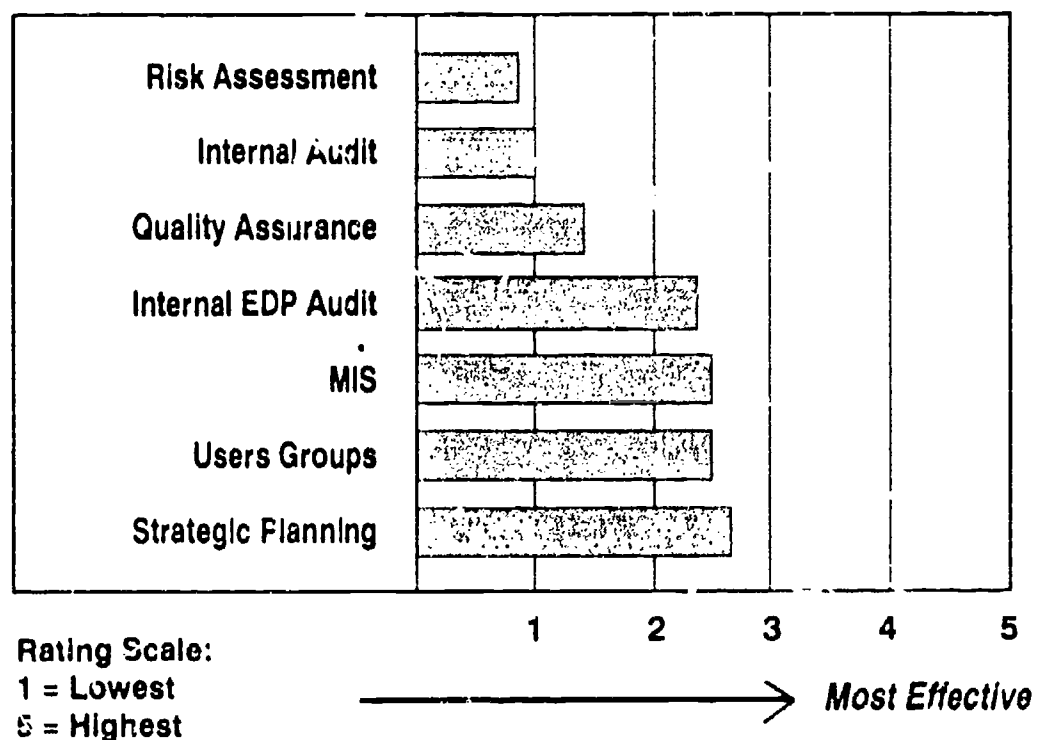 Risk Assessment
Internal Audit
Quality Assurance
Internal EDP Audit
MIS
Users Groups
Strategic Planning
1 2 3 4 5
Rating Scale:
1 = Lowest
5 = Highest
Most Effective